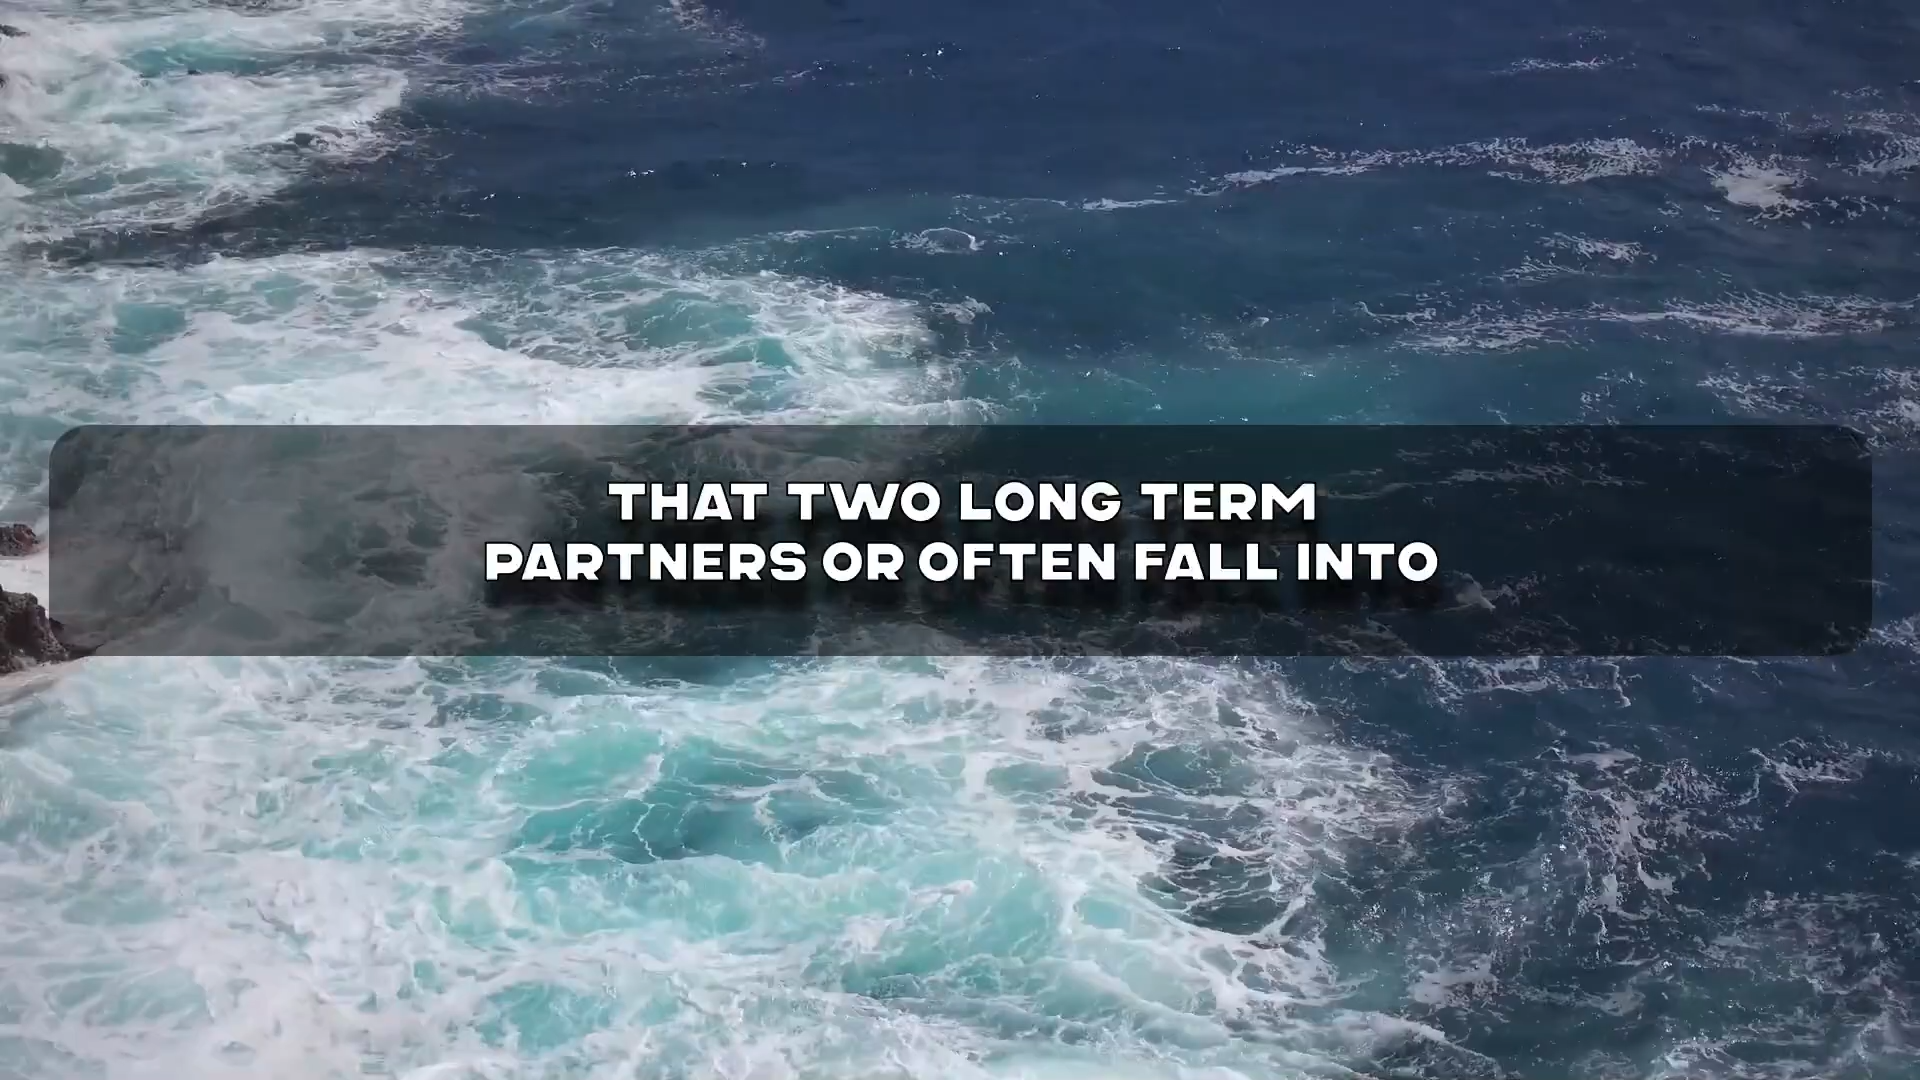 THAT TWO LONG TERM
PARTNERS OR OFTEN FALL INTO